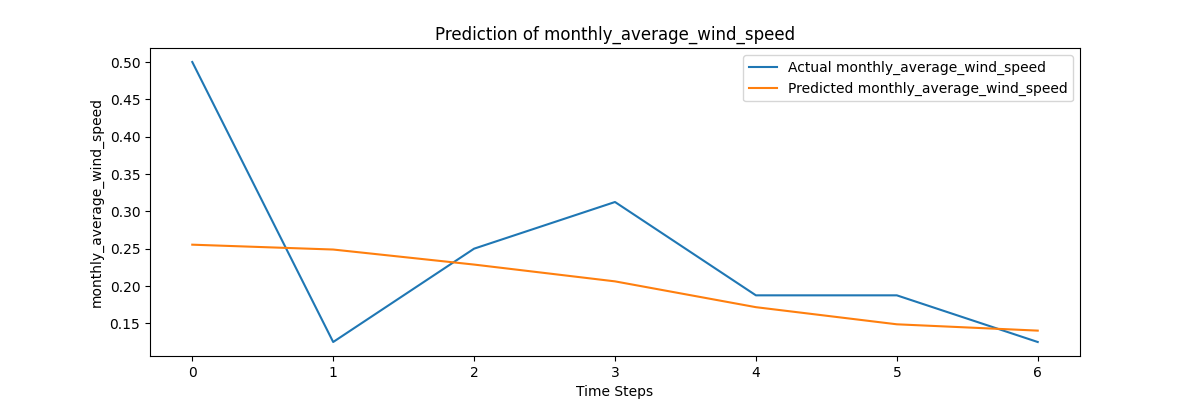 Prediction of monthly_average_wind_speed
Actual monthly_average_wind_speed
Predicted monthly_average_wind_speed
monthly_average_wind_speed
0.50
0.45
0.40
0.35
0.30
0.25
0.20
0.15
0 1 2 3 4 5 6
Time Steps